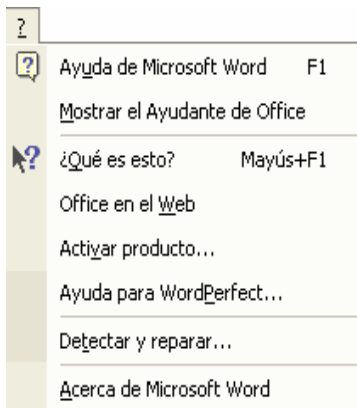 ?
Ayuda de Microsoft Word F1
Mostrar el Ayudante de Office
¿Qué es esto? Mayús+F1
Office en el Web
Activar producto...
Ayuda para WordPerfect...
Detectar y reparar...
Acerca de Microsoft Word